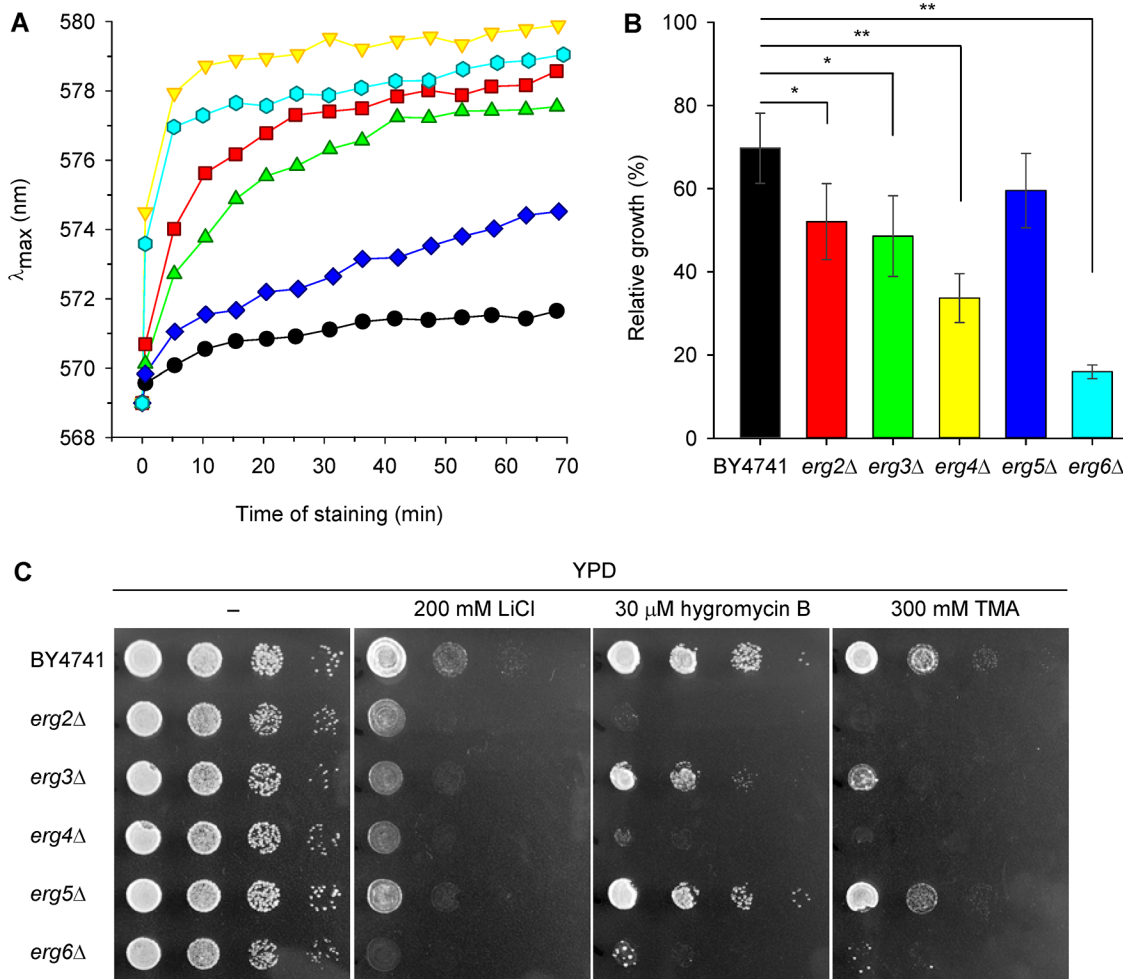 A
580
578
576
574
572
570
568
λmax (nm)
0 10 20 30 40 50 60 70
Time of staining (min)
B
100
80
60
40
20
0
Relative growth (%)
**
**
*
*
BY4741 erg2Δ erg3Δ erg4Δ erg5Δ erg6Δ
C
YPD
– 200 mM LiCl 30 μM hygromycin B 300 mM TMA
BY4741
erg2Δ
erg3Δ
erg4Δ
erg5Δ
erg6Δ